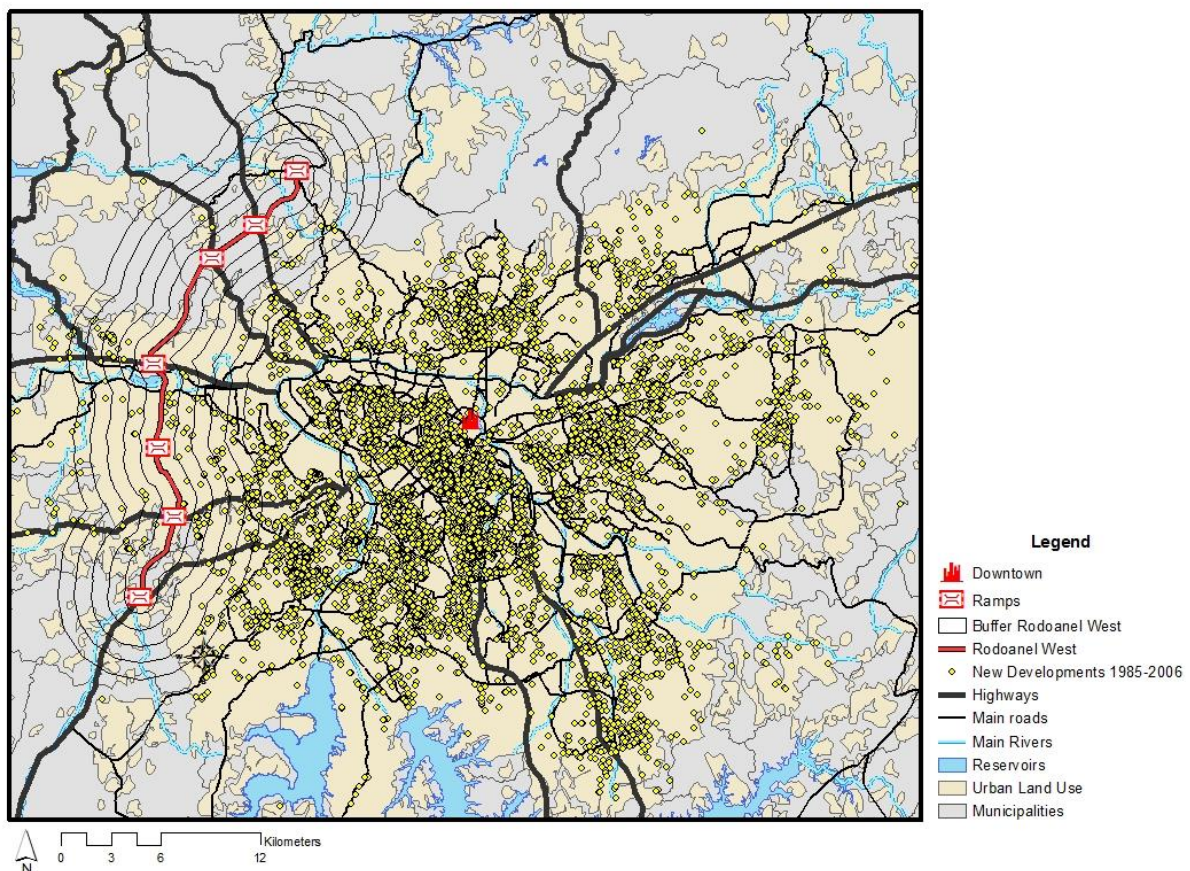 Legend
Downtown
Ramps
Buffer Rodoanel West
Rodoanel West
New Developments 1985-2006
Highways
Main roads
Main Rivers
Reservoirs
Urban Land Use
Municipalities
Kilometers
0 3 6 12
N